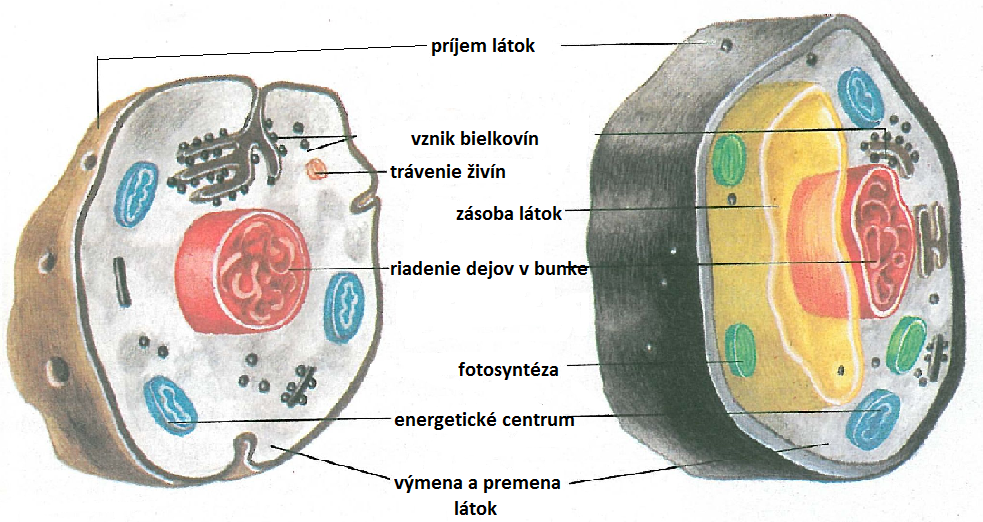 príjem látok
vznik bielkovín
trávenie živín
zásoba látok
riadenie dejov v bunke
fotosyntéza
energetické centrum
výmena a premena
látok